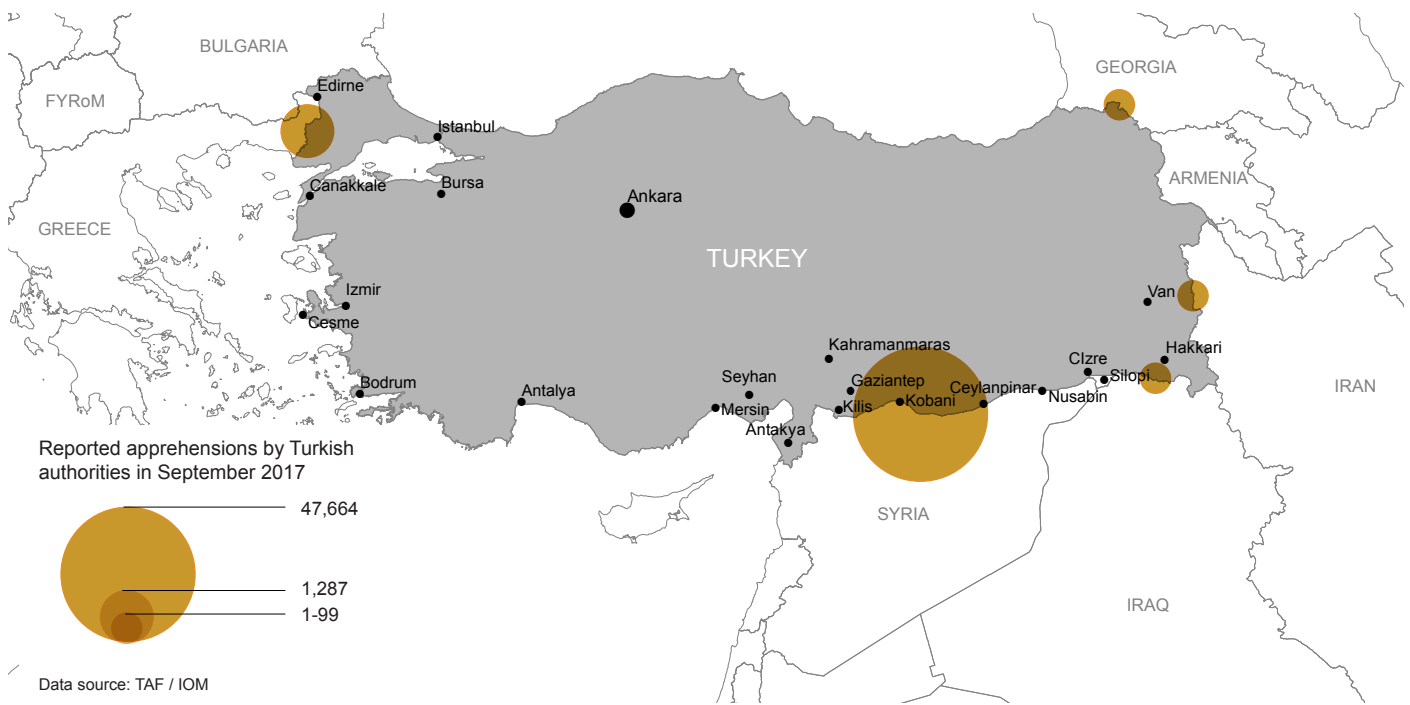 BULGARIA
GEORGIA
Edirne
FYRoM
Istanbul
ARMENIA
Canakkale
Bursa
Ankara
GREECE
TURKEY
Izmir
Van
Cesme
Kahramanmaras
CIzre
Hakkari
Bodrum
Antalya
Seyhan
Gaziantep
Ceylanpinar
Silopi
IRAN
Mersin
Kilis
Kobani
Nusabin
Antakya
Reported apprehensions by Turkish
authorities in September 2017
47,664
SYRIA
1,287
1-99
IRAQ
Data source: TAF / IOM